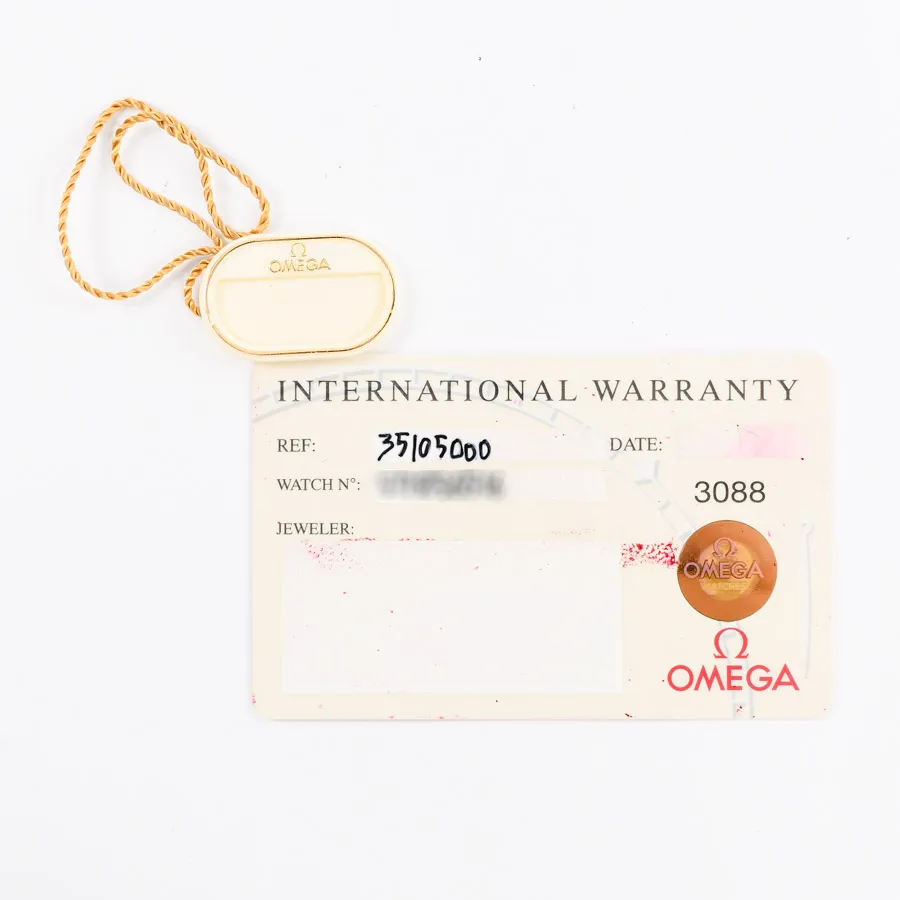 Ω
OMEGA
INTERNATIONAL WARRANTY
REF: 35105000 DATE:
WATCH N°:
3088
JEWELER:
Ω
OMEGA
Ω
OMEGA